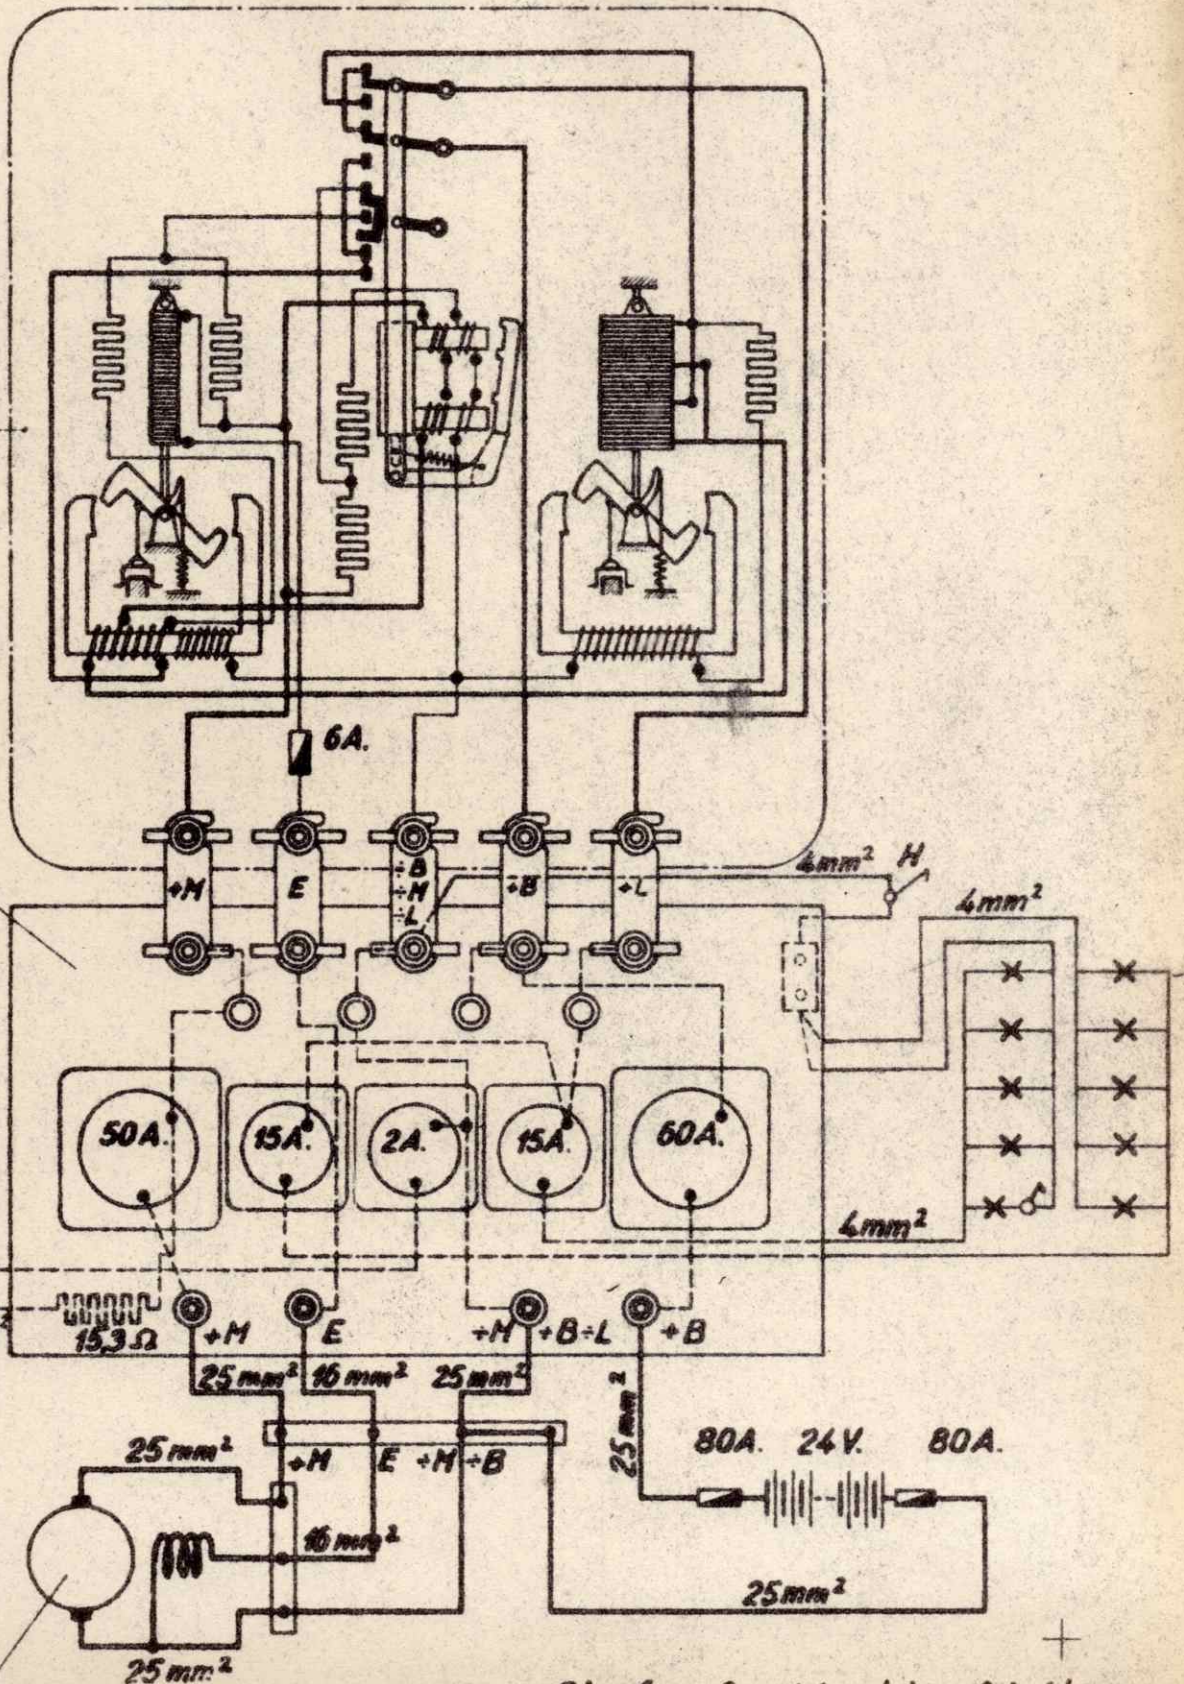 6A.
+M
E
÷B
÷M
÷L
+B
+L
4mm²
H
4mm²
50A.
15A.
2A.
15A.
60A.
4mm²
15,3 Ω
+M
E
÷M
÷B÷L
+B
25mm²
16mm²
25mm²
25mm²
80A.
24V.
80A.
25mm²
+M
E
÷M
÷B
16mm²
25mm²
25mm²